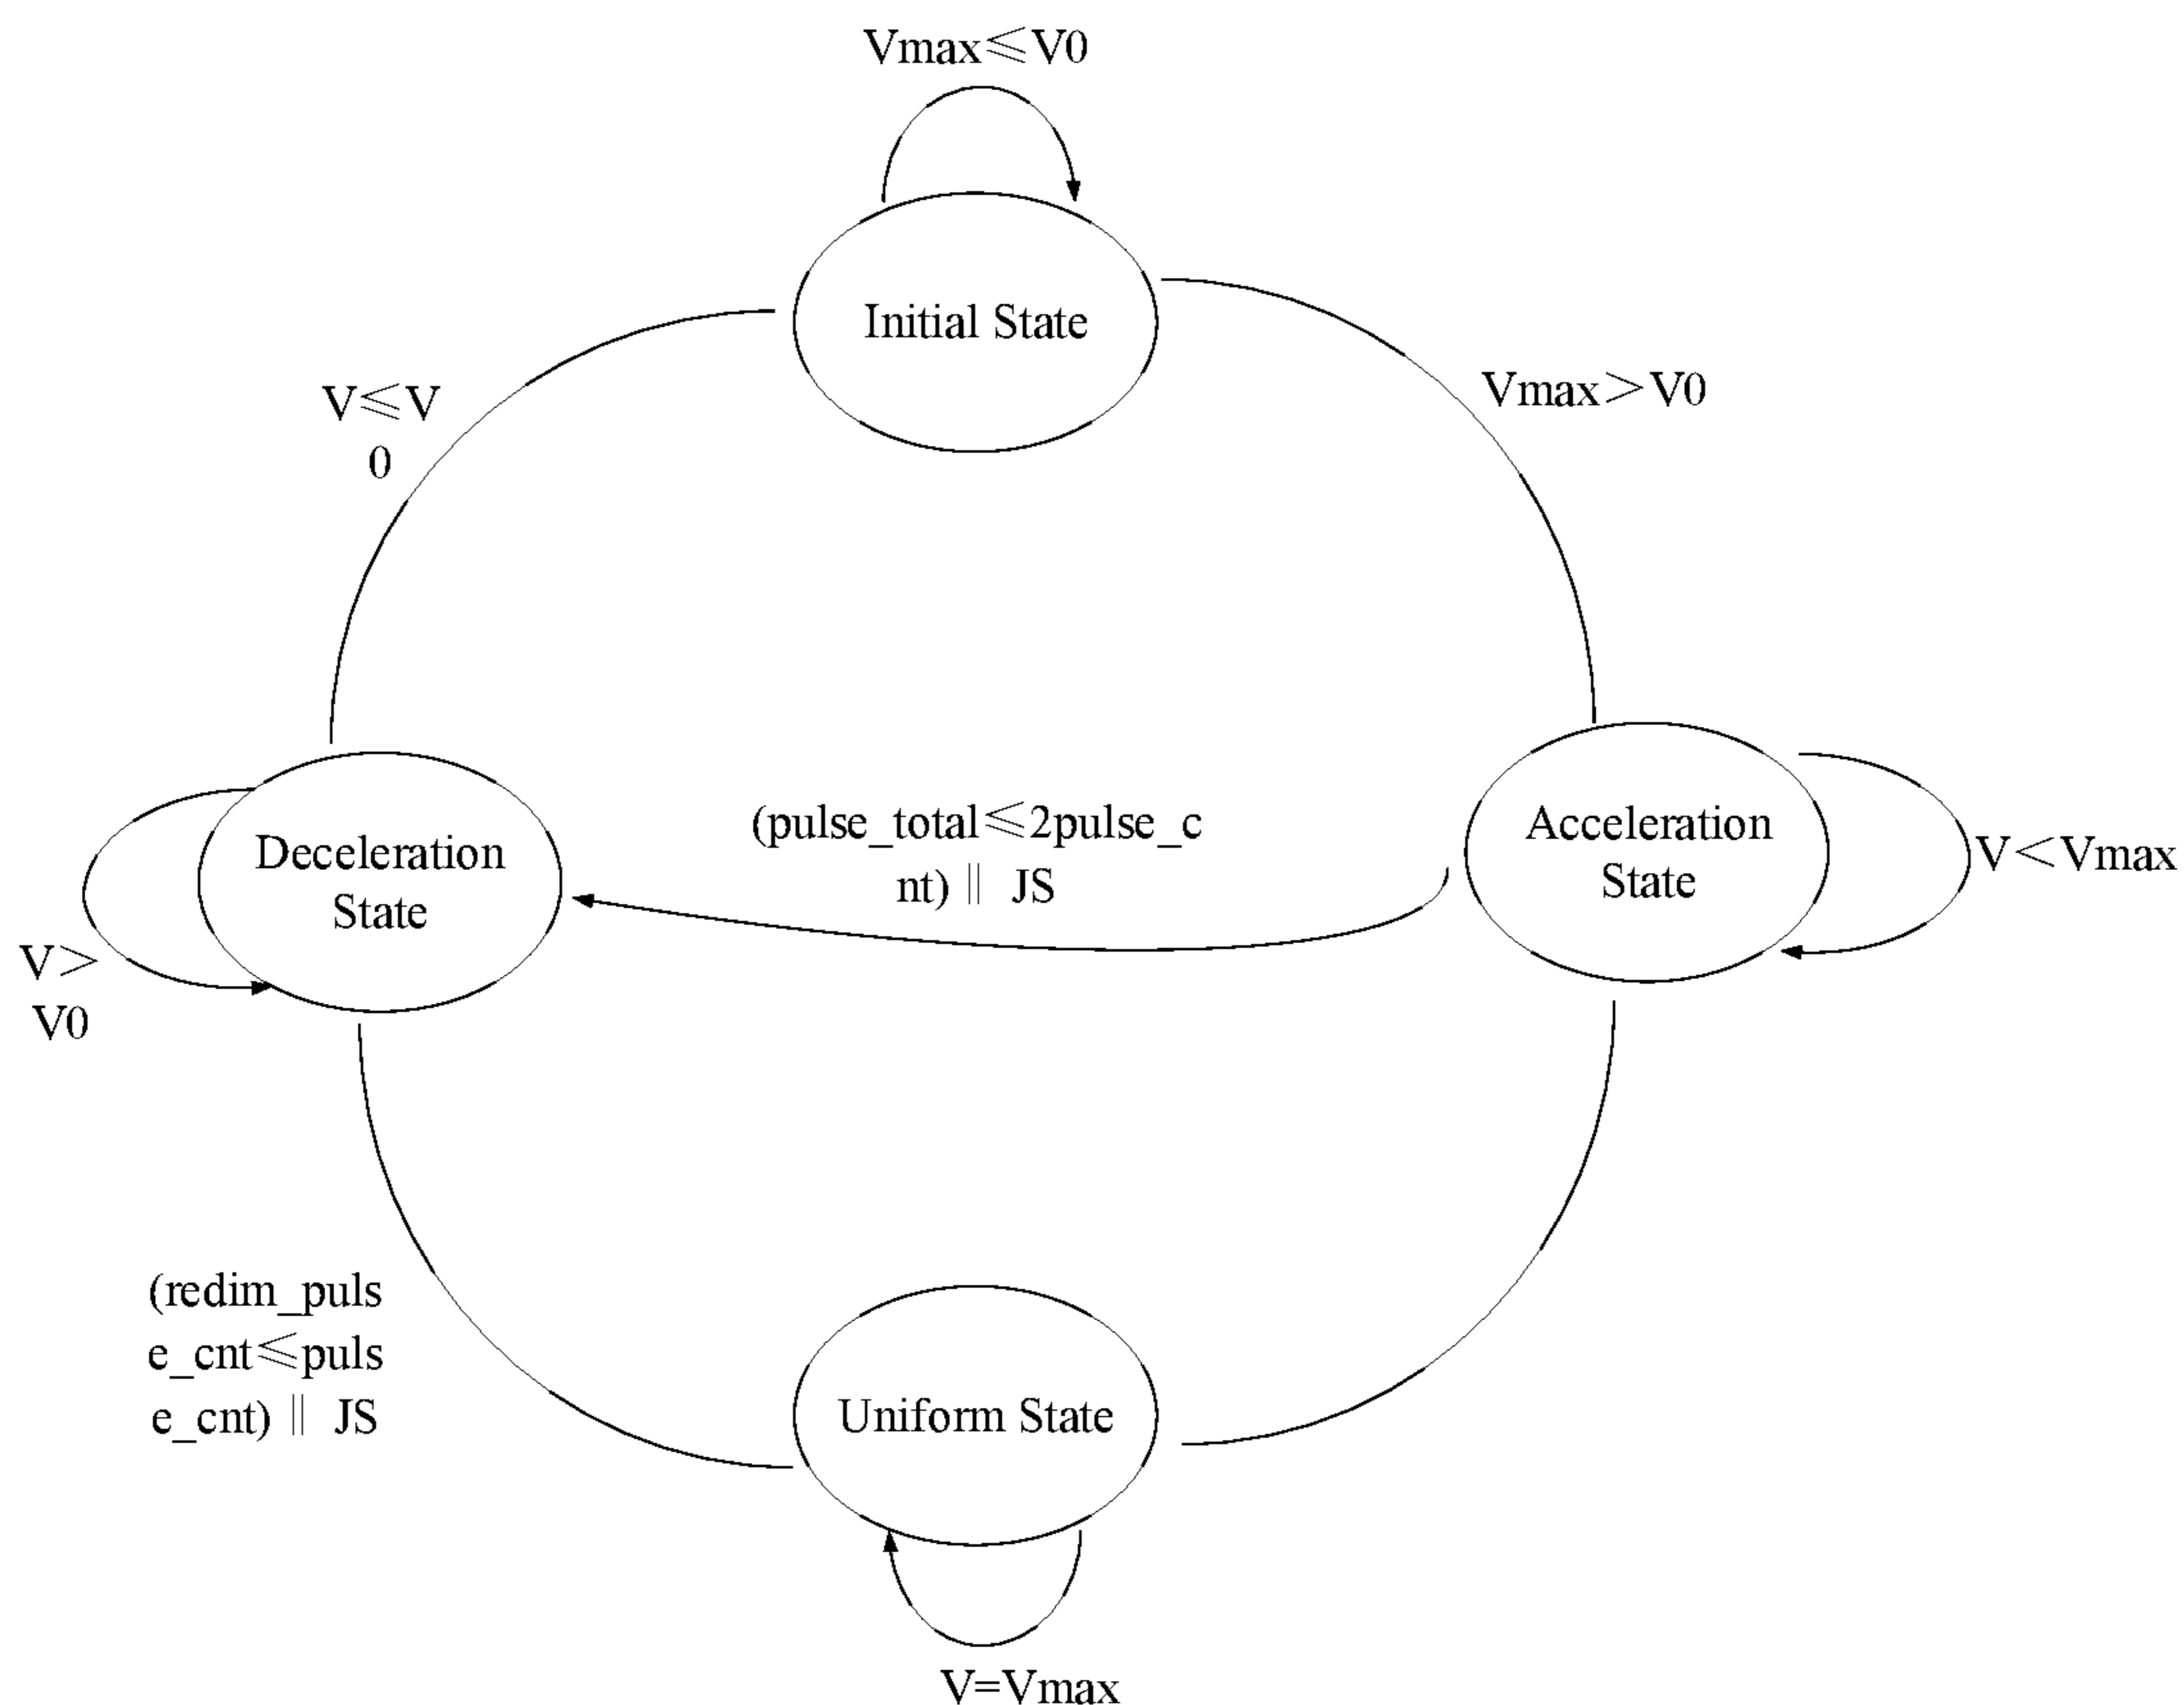 Vmax≤V0
Initial State
Vmax>V0
V≤V
0
(pulse_total≤2pulse_c
nt) || JS
Acceleration
State
V<Vmax
Deceleration
State
V>
V0
(redim_puls
e_cnt≤puls
e_cnt) || JS
Uniform State
V=Vmax